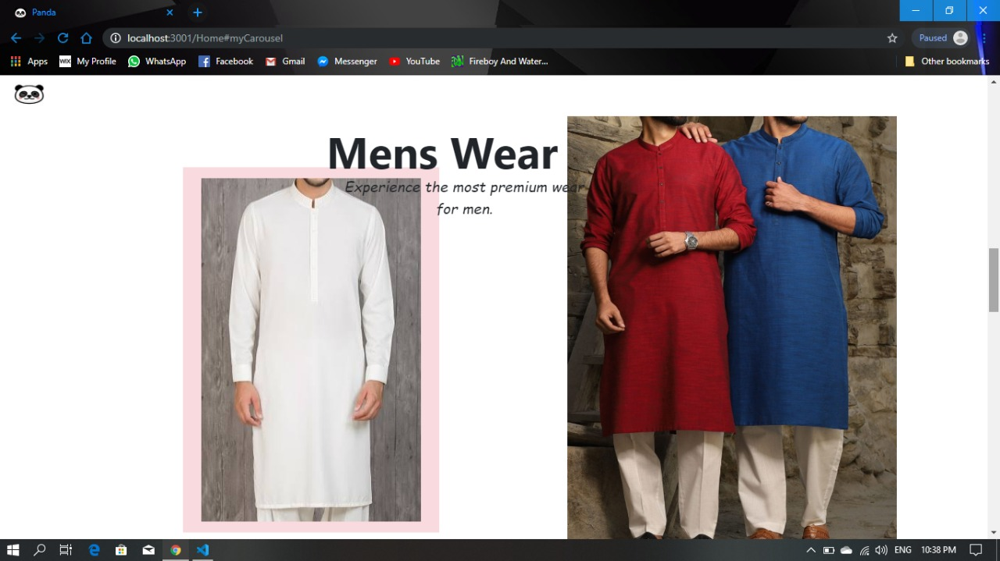 Panda
localhost:3001/Home#myCarousel
Paused
Apps
WiX My Profile
WhatsApp
Facebook
Gmail
Messenger
YouTube
Fireboy And Water...
Other bookmarks
Mens Wear
Experience the most premium wear
for men.
ENG 10:38 PM